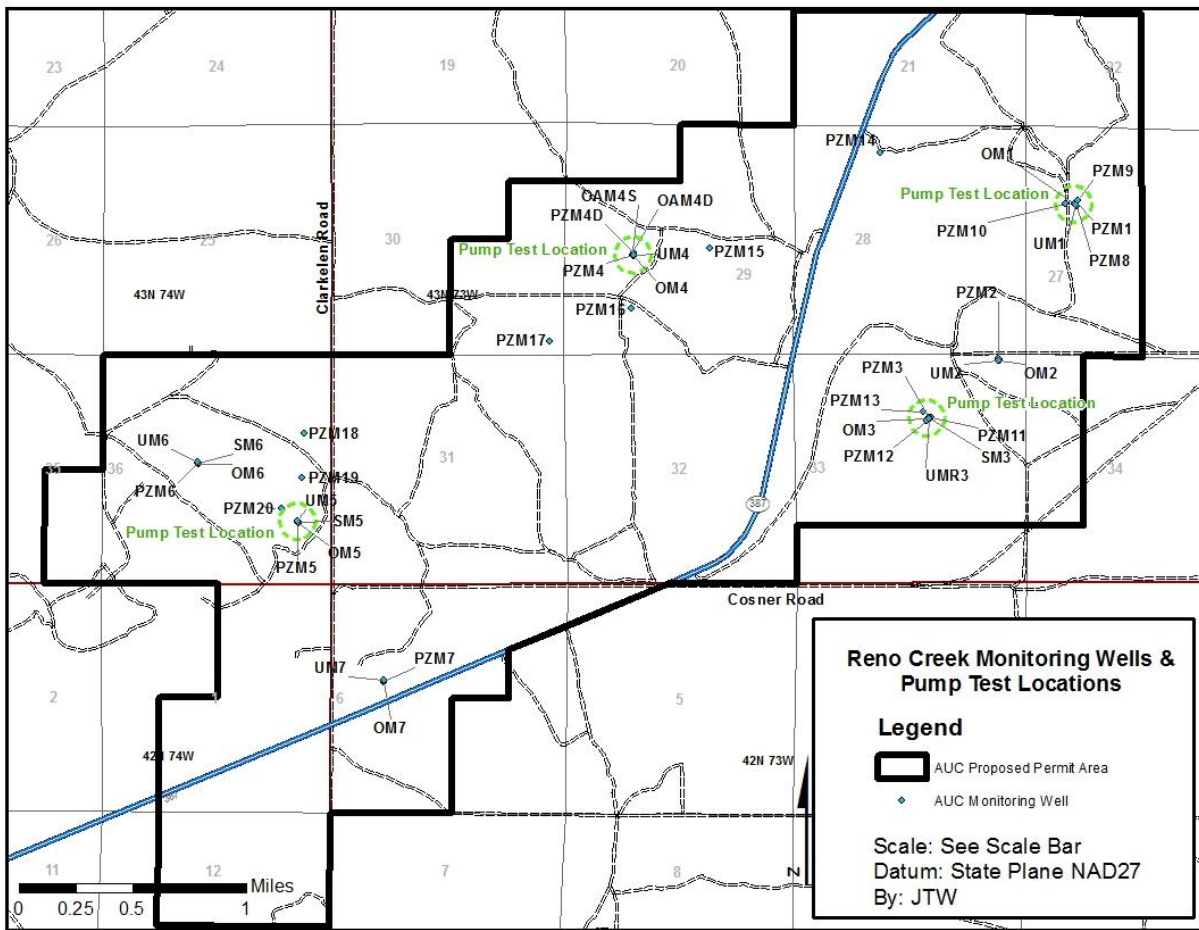 23
24
19
20
21
22
PZM14
OM1
PZM9
Pump Test Location
PZM10
UM1
PZM1
PZM8
OAM4S
OAM4D
PZM4D
Pump Test Location
UM4
PZM15
PZM4
OM4
26
25
30
29
28
27
Clarkelen Road
43N 74W
43N 73W
PZM16
PZM17
PZM2
UM2
OM2
PZM3
Pump Test Location
PZM13
OM3
PZM11
PZM12
SM3
UMR3
PZM18
UM6
SM6
OM6
PZM6
PZM19
UM5
PZM20
SM5
Pump Test Location
OM5
PZM5
35
36
31
32
33
34
387
Cosner Road
UM7
PZM7
OM7
2
1
6
5
42N 74W
42N 73W
387
11
12
7
8
Miles
0 0.25 0.5 1
N
Reno Creek Monitoring Wells &
Pump Test Locations
Legend
AUC Proposed Permit Area
AUC Monitoring Well
Scale: See Scale Bar
Datum: State Plane NAD27
By: JTW